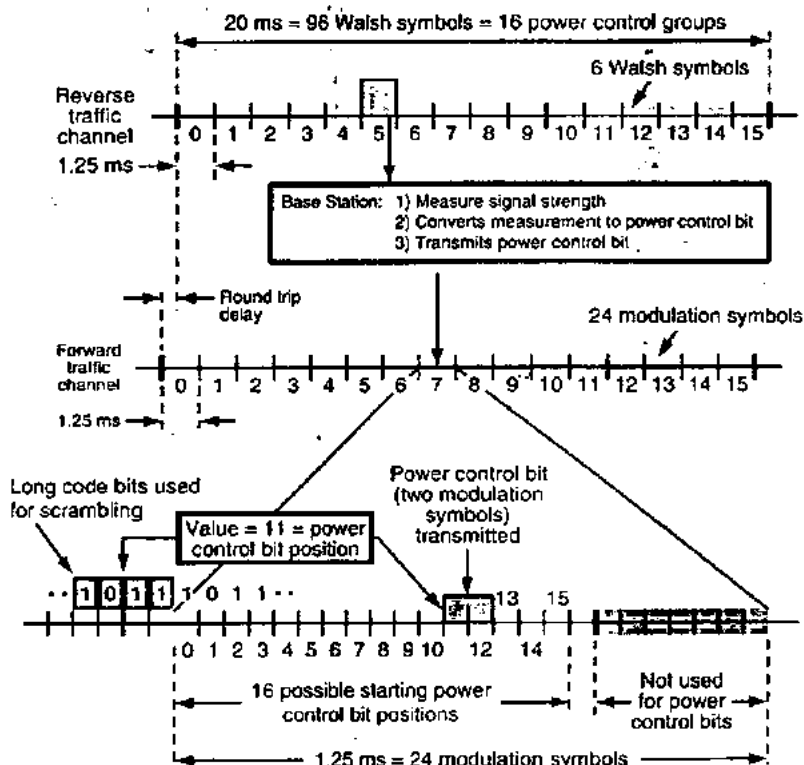 20 ms = 96 Walsh symbols = 16 power control groups
6 Walsh symbols
Reverse
traffic
channel
0 1 2 3 4 5 6 7 8 9 10 11 12 13 14 15
1.25 ms
Base Station: 1) Measure signal strength
2) Converts measurement to power control bit
3) Transmits power control bit
Round trip
delay
24 modulation symbols
Forward
traffic
channel
0 1 2 3 4 5 6 7 8 9 10 11 12 13 14 15
1.25 ms
Long code bits used
for scrambling
Power control bit
(two modulation
symbols)
transmitted
Value = 11 = power
control bit position
·· 1 0 1 1 1 0 1 1 ··
13 15
0 1 2 3 4 5 6 7 8 9 10 12 14
16 possible starting power
control bit positions
Not used
for power
control bits
1.25 ms = 24 modulation symbols